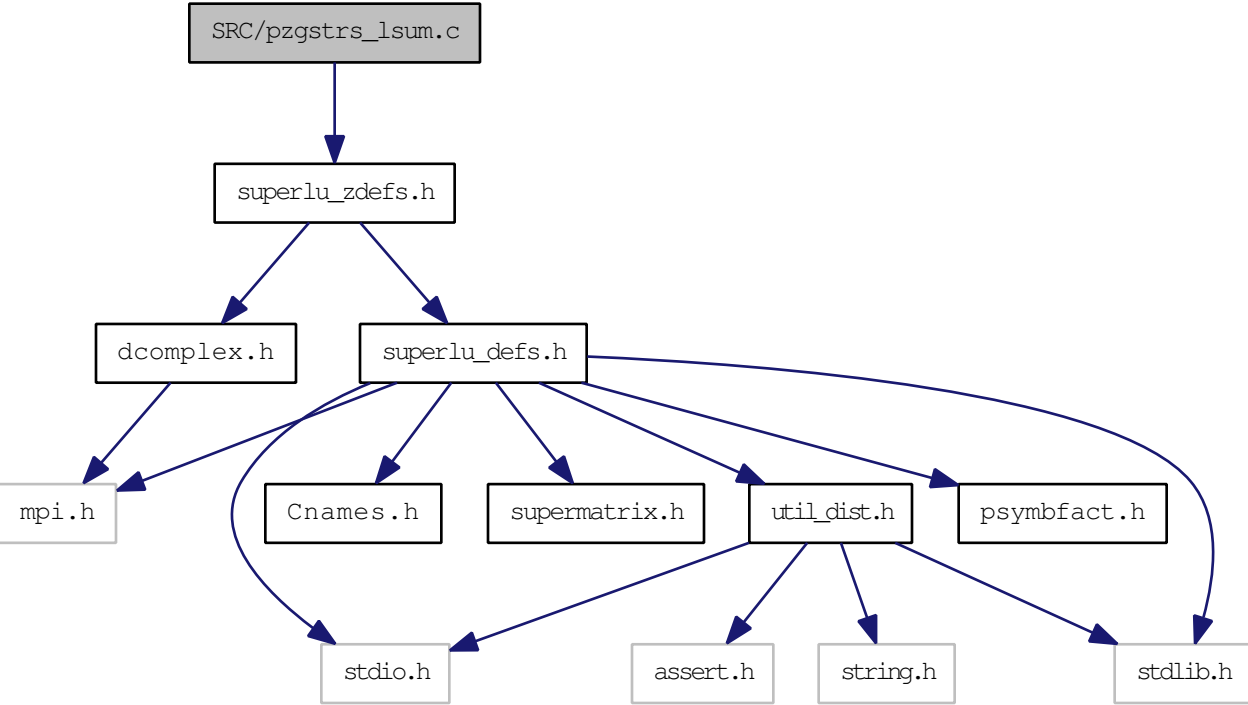 SRC/pzgstrs_lsum.c
superlu_zdefs.h
dcomplex.h
superlu_defs.h
mpi.h
Cnames.h
supermatrix.h
util_dist.h
psymbfact.h
stdio.h
assert.h
string.h
stdlib.h